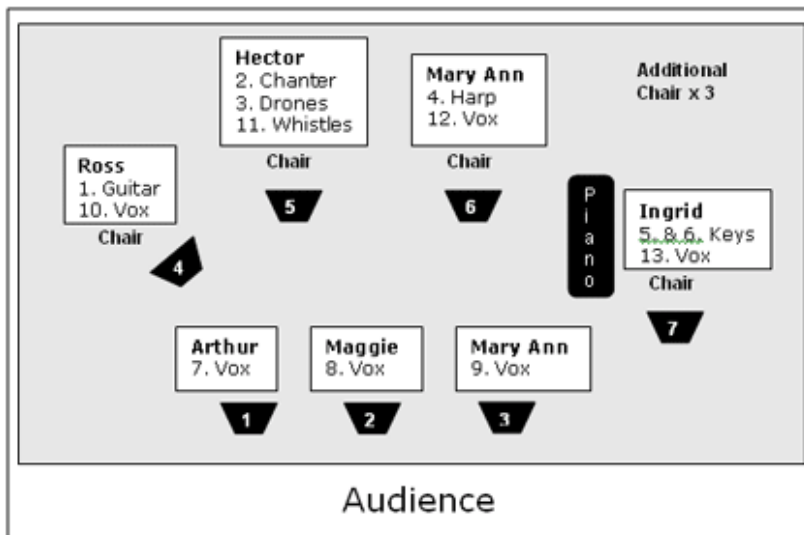 Hector
2. Chanter
3. Drones
11. Whistles
Chair
5
Mary Ann
4. Harp
12. Vox
Chair
6
Additional
Chair x 3
Ross
1. Guitar
10. Vox
Chair
4
Piano
Ingrid
5. & 6. Keys
13. Vox
Chair
7
Arthur
7. Vox
1
Maggie
8. Vox
2
Mary Ann
9. Vox
3
Audience